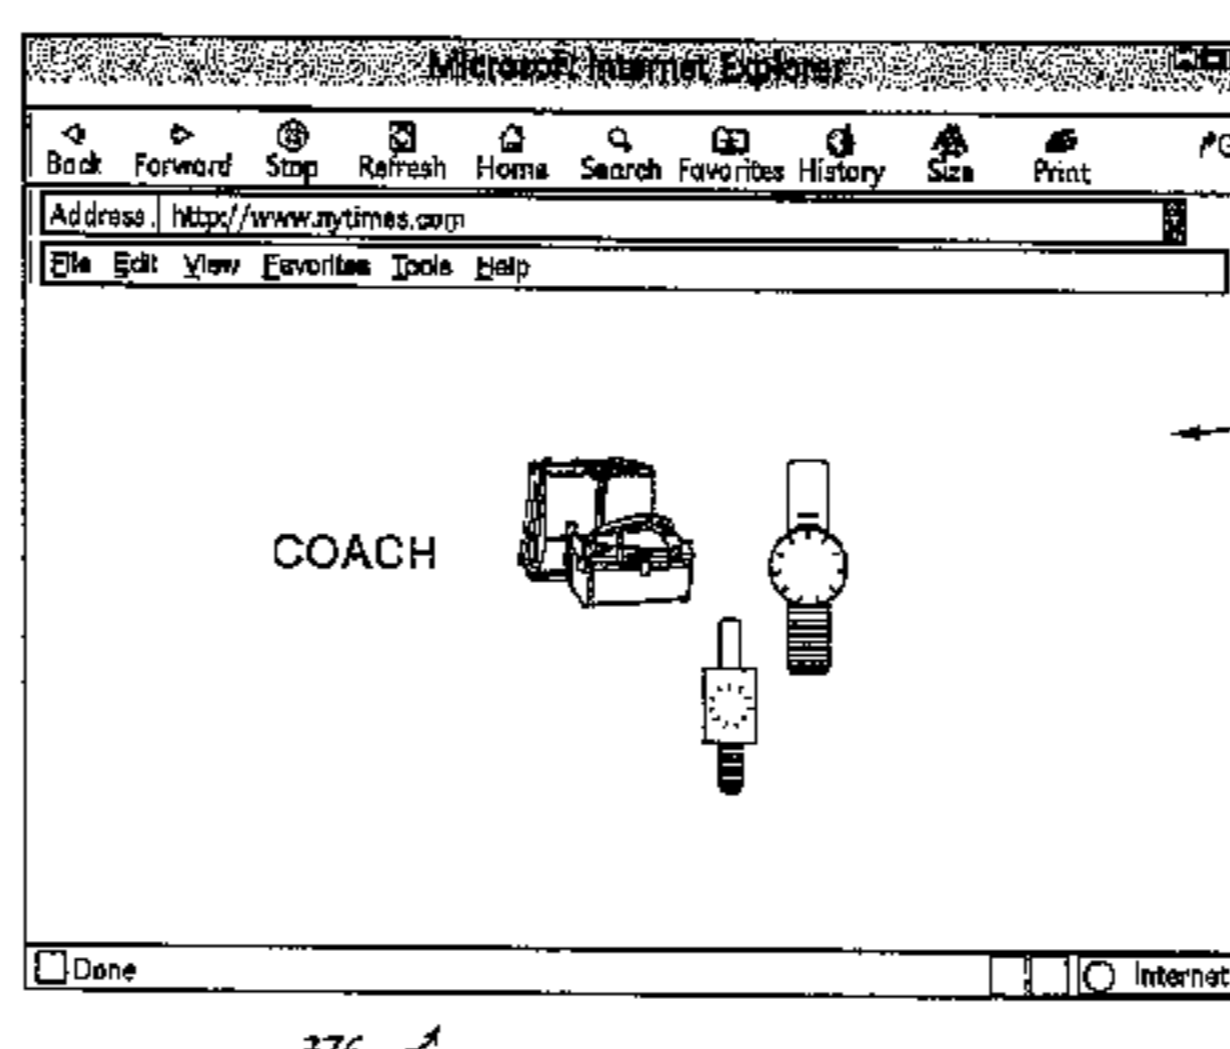 Microsoft Internet Explorer
Back Forward Stop Refresh Home Search Favorites History Size Print
Address http://www.nytimes.com
File Edit View Favorites Tools Help
COACH
Done Internet
376